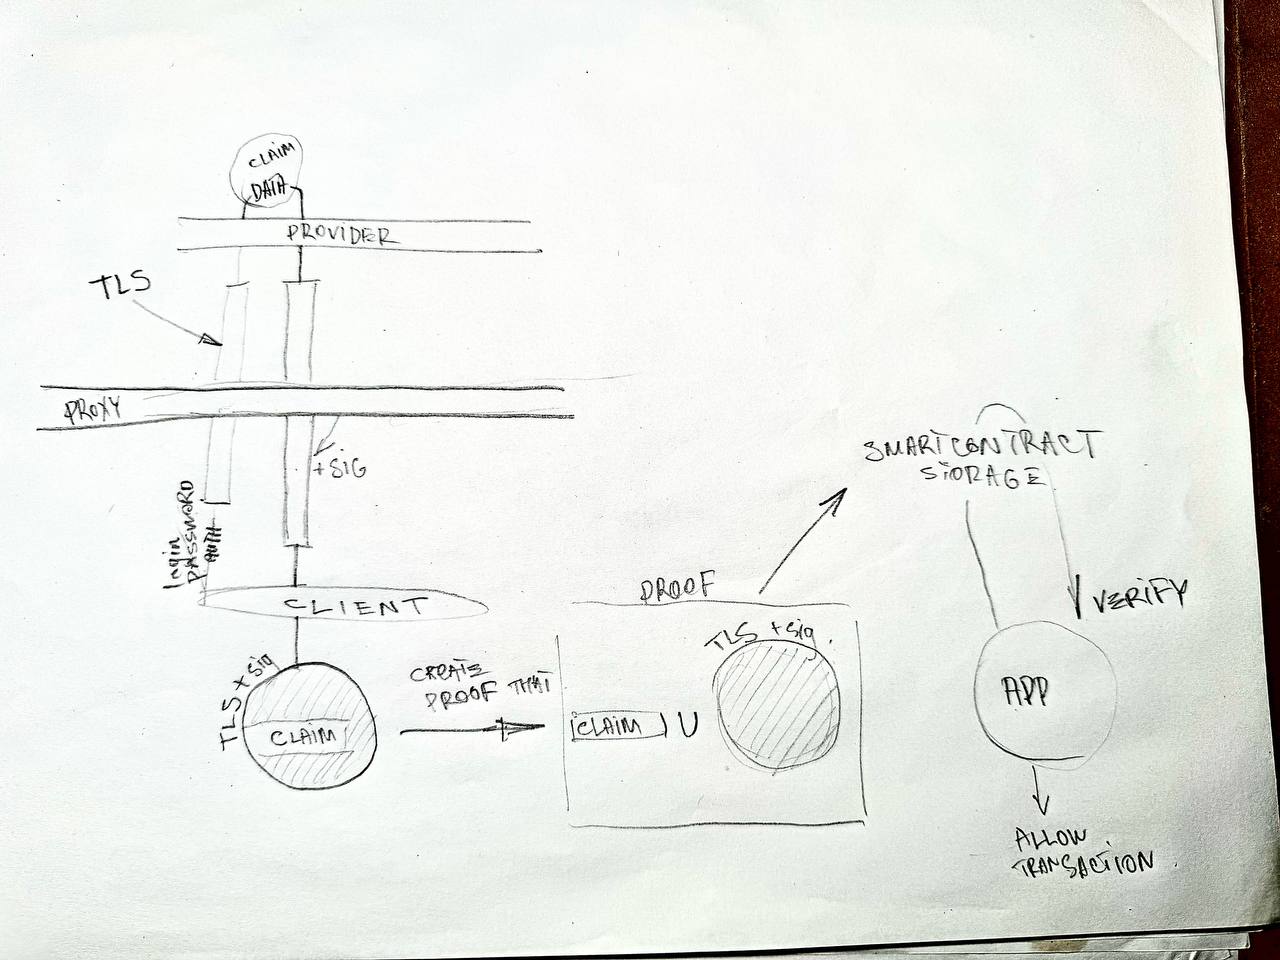 CLAIM
DATA
PROVIDER
TLS
PROXY
+SIG
login
PASSWORD
AUTH
CLIENT
TLS + sig
CLAIM
CREATE
PROOF THAT
PROOF
TLS + sig.
CLAIM U
SMARTCONTRACT
STORAGE
VERIFY
APP
ALLOW
TRANSACTION